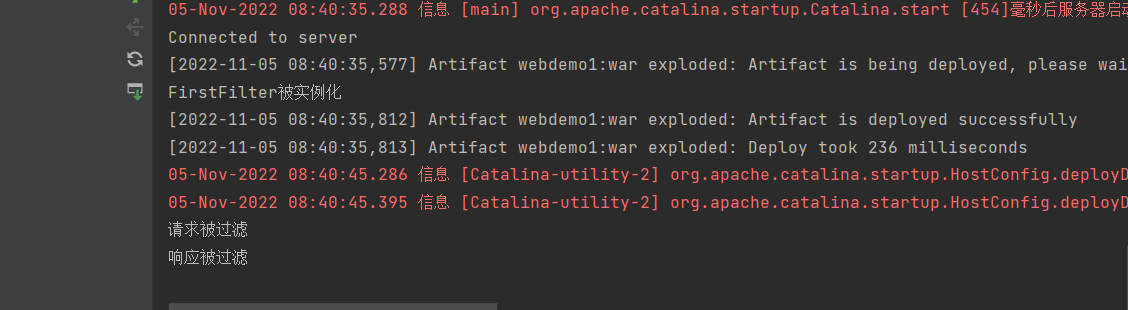 05-Nov-2022 08:40:35.288 信息 [main] org.apache.catalina.startup.Catalina.start [454]毫秒后服务器启动
Connected to server
[2022-11-05 08:40:35,577] Artifact webdemo1:war exploded: Artifact is being deployed, please wai
FirstFilter被实例化
[2022-11-05 08:40:35,812] Artifact webdemo1:war exploded: Artifact is deployed successfully
[2022-11-05 08:40:35,813] Artifact webdemo1:war exploded: Deploy took 236 milliseconds
05-Nov-2022 08:40:45.286 信息 [Catalina-utility-2] org.apache.catalina.startup.HostConfig.deployD
05-Nov-2022 08:40:45.395 信息 [Catalina-utility-2] org.apache.catalina.startup.HostConfig.deployD
请求被过滤
响应被过滤